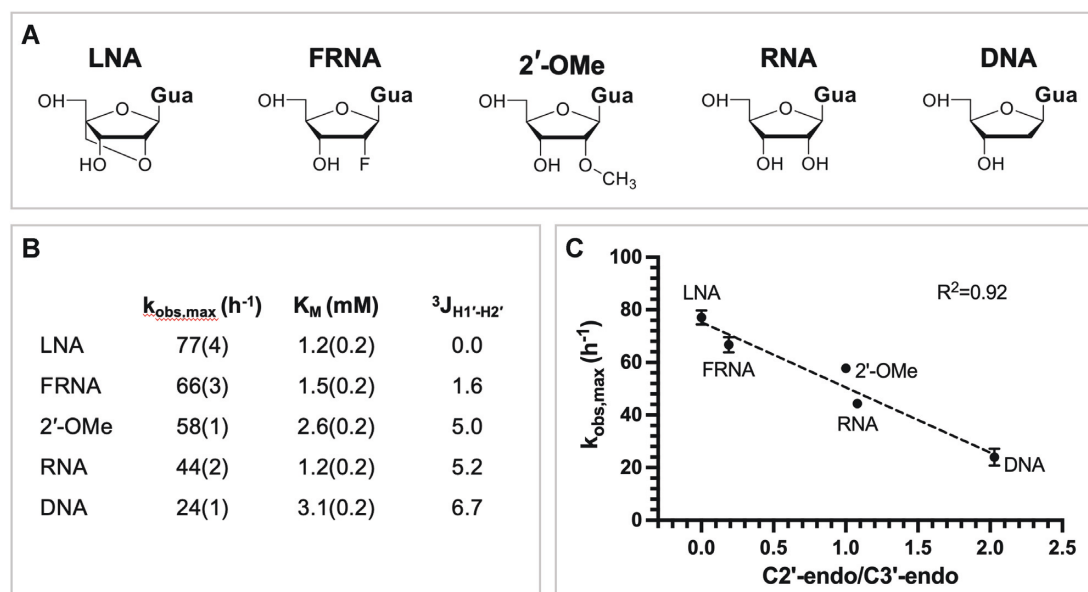 A
LNA FRNA 2′-OMe RNA DNA
OH O Gua HO O
OH O Gua OH F
OH O Gua OH O CH3
OH O Gua OH OH
OH O Gua OH
B
kobs,max (h-1) KM (mM) 3JH1′-H2′
LNA 77(4) 1.2(0.2) 0.0
FRNA 66(3) 1.5(0.2) 1.6
2′-OMe 58(1) 2.6(0.2) 5.0
RNA 44(2) 1.2(0.2) 5.2
DNA 24(1) 3.1(0.2) 6.7
C
100
80
60
40
20
0
kobs,max (h-1)
LNA
R2=0.92
FRNA
2'-OMe
RNA
DNA
0.0 0.5 1.0 1.5 2.0 2.5
C2'-endo/C3'-endo